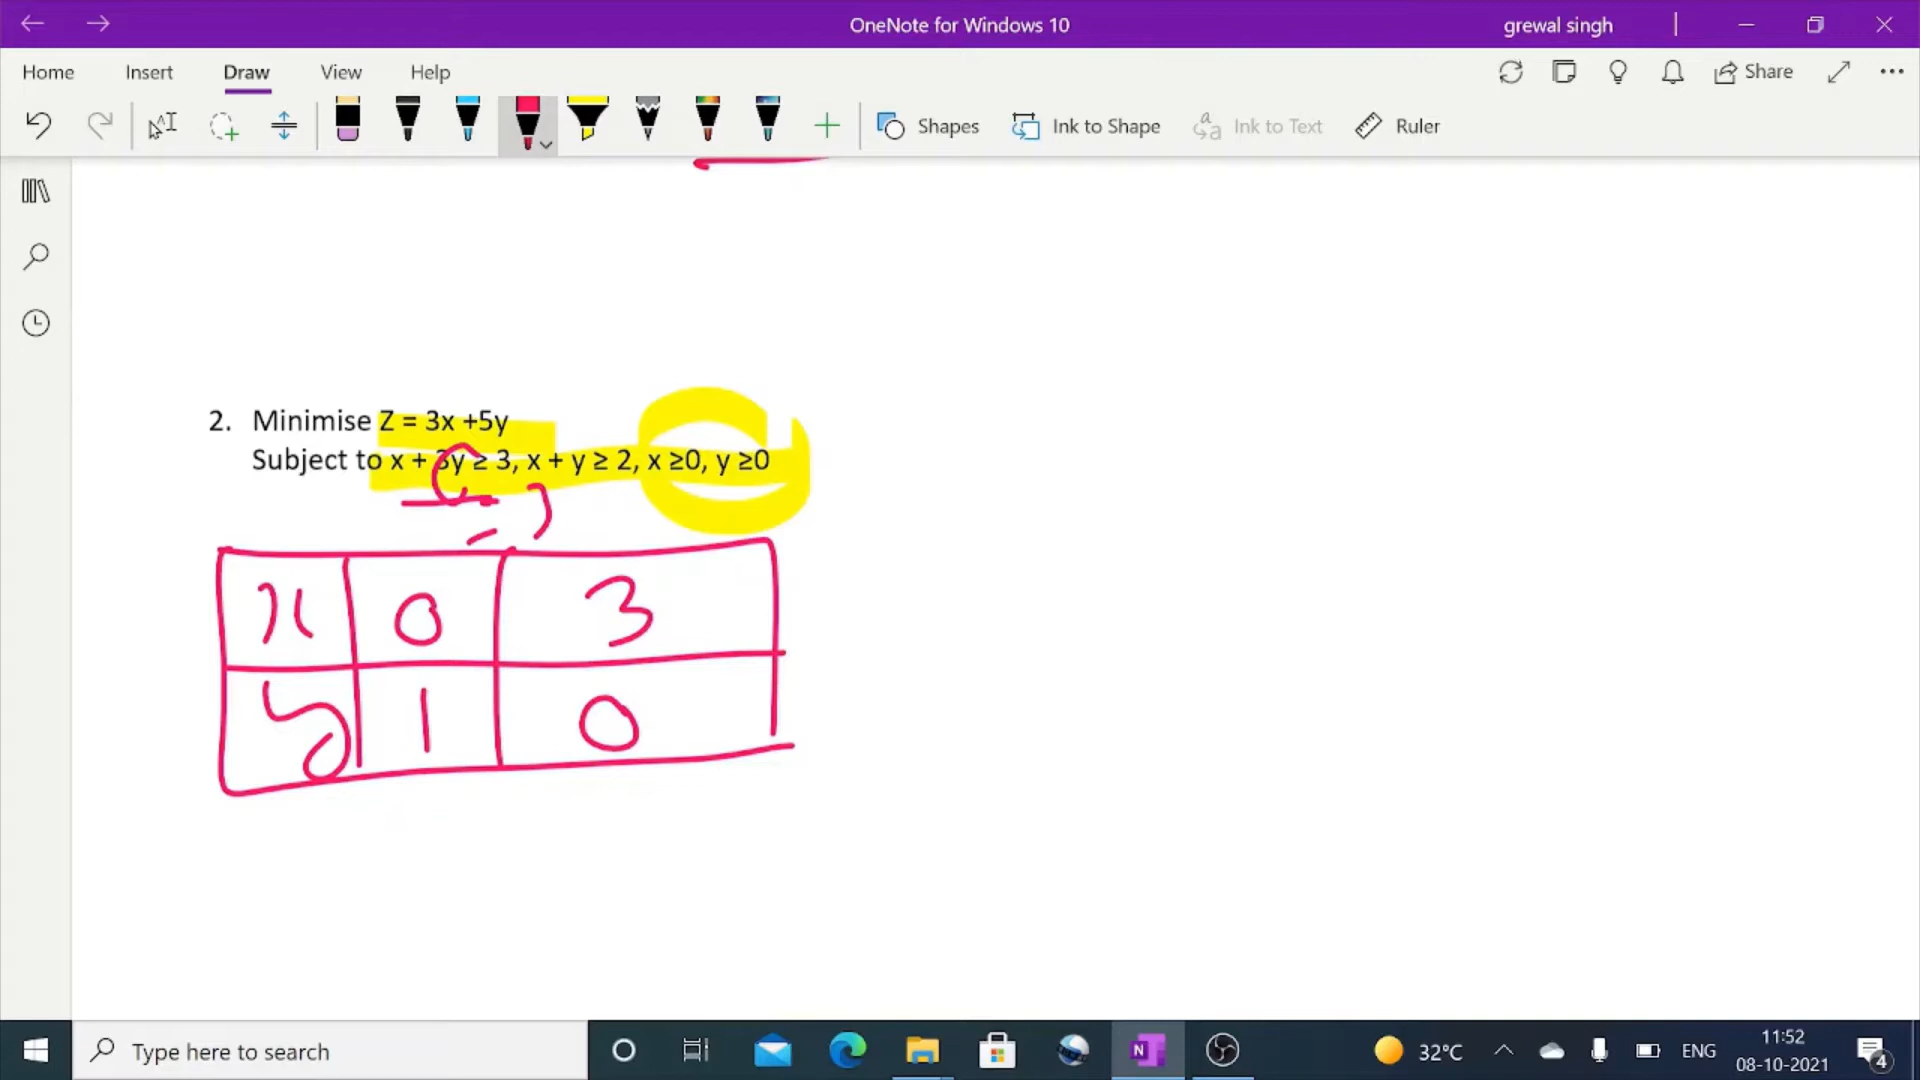 OneNote for Windows 10
grewal singh
Home Insert Draw View Help
Share
Shapes Ink to Shape Ink to Text Ruler
2. Minimise Z = 3x +5y
Subject to x + 3y ≥ 3, x + y ≥ 2, x ≥0, y ≥0
= 3
x 0 3
y 1 0
Type here to search
32°C
ENG
11:52
08-10-2021
4